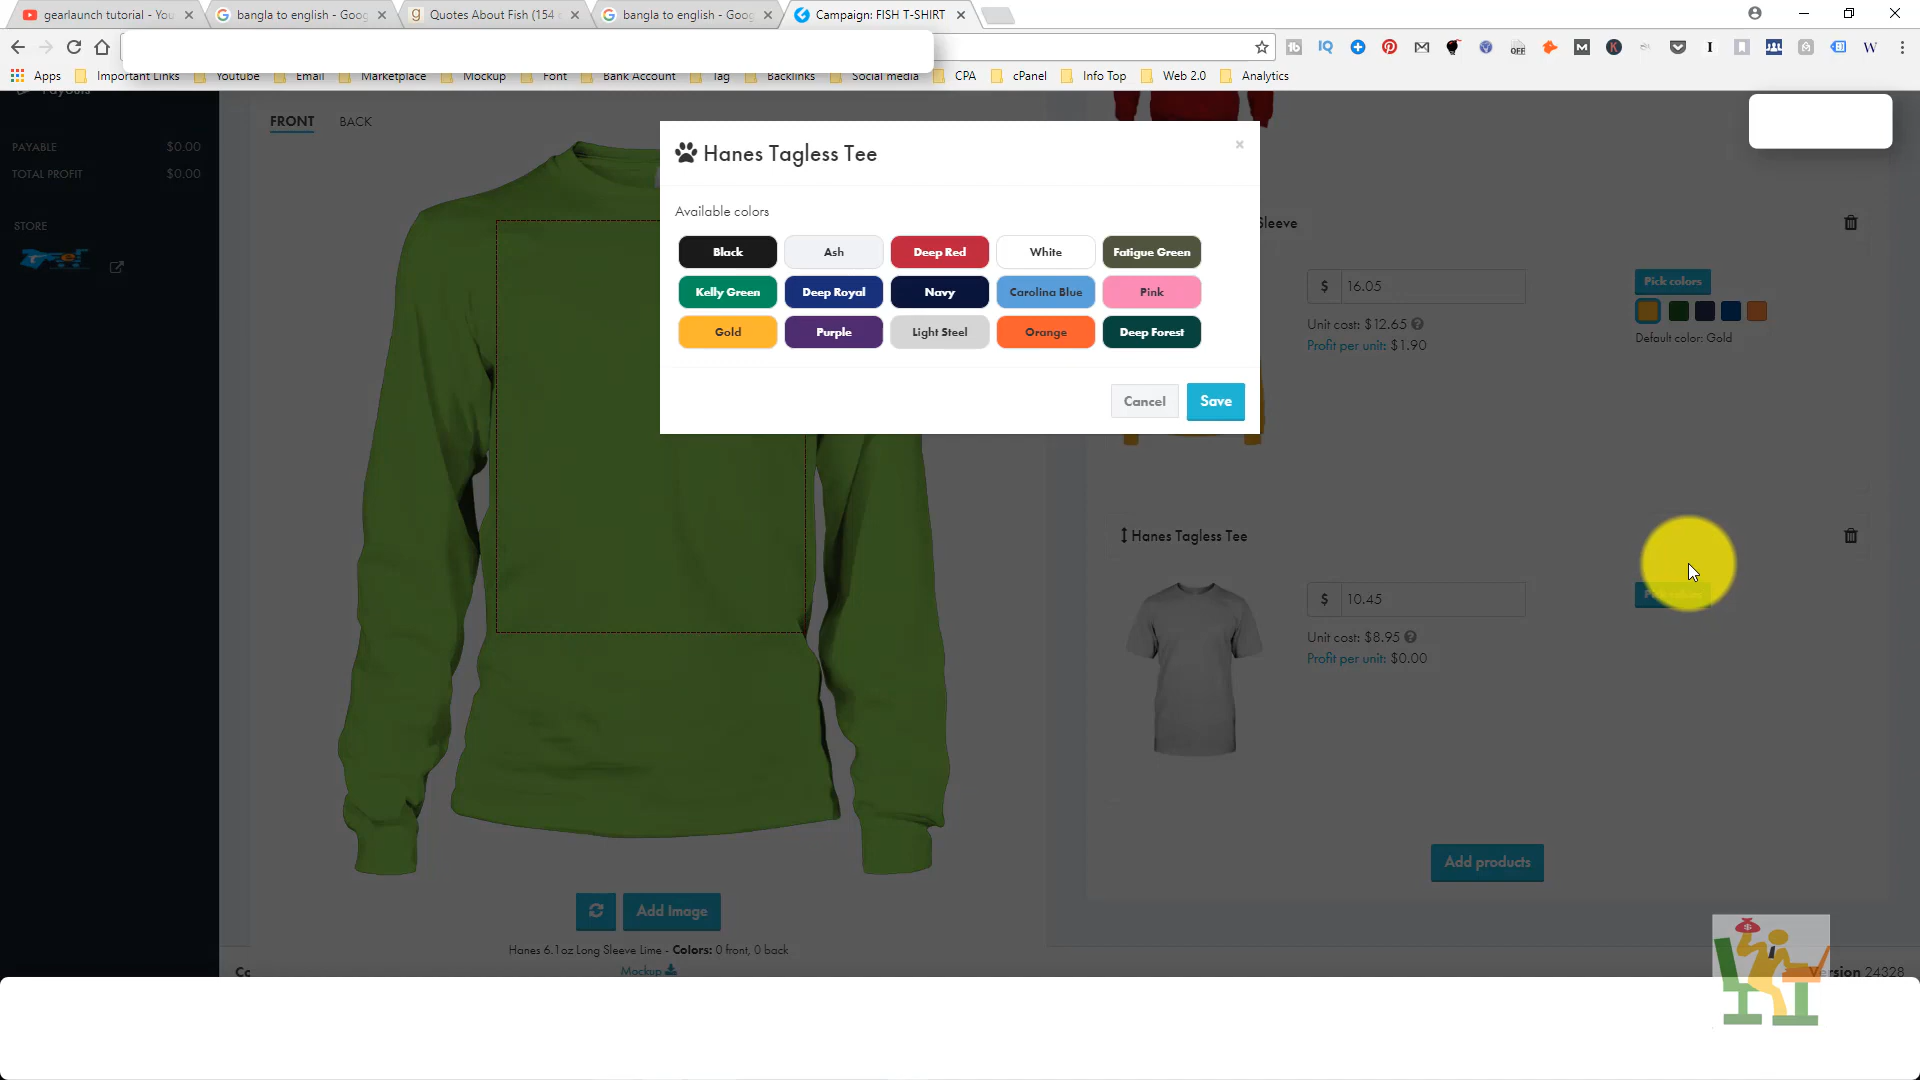 gearlaunch tutorial - You
bangla to english - Goog
Quotes About Fish (154
bangla to english - Goog
Campaign: FISH T-SHIRT
Apps
Important Links
Youtube
Email
Marketplace
Mockup
Font
Bank Account
Tag
Backlinks
Social media
CPA
cPanel
Info Top
Web 2.0
Analytics
Payouts
PAYABLE $0.00
TOTAL PROFIT $0.00
STORE
FRONT BACK
Hanes Tagless Tee
×
Available colors
Black Ash Deep Red White Fatigue Green
Kelly Green Deep Royal Navy Carolina Blue Pink
Gold Purple Light Steel Orange Deep Forest
Cancel Save
Sleeve
$ 16.05
Unit cost: $12.65
Profit per unit: $1.90
Pick colors
Default color: Gold
Hanes Tagless Tee
$ 10.45
Unit cost: $8.95
Profit per unit: $0.00
Add products
Add Image
Hanes 6.1oz Long Sleeve Lime - Colors: 0 front, 0 back
Mockup
Version 24328